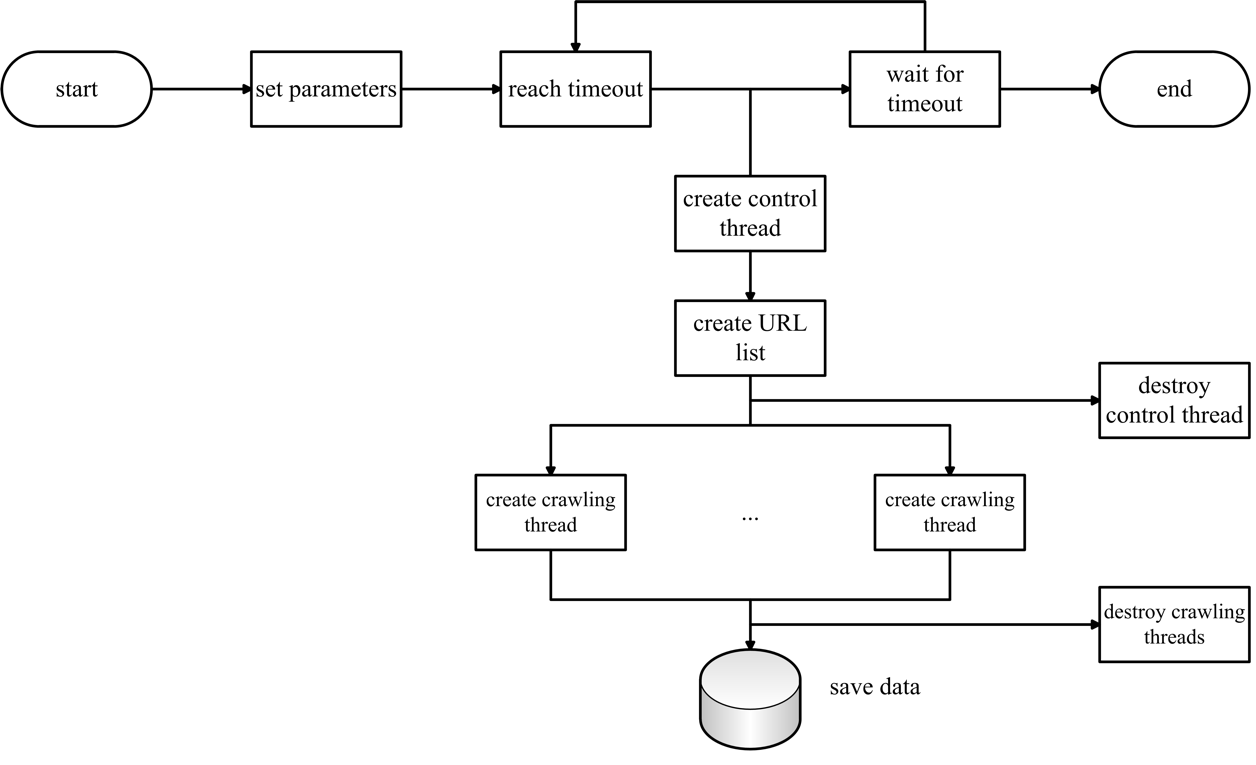 start
set parameters
reach timeout
wait for
timeout
end
create control
thread
create URL
list
destroy
control thread
create crawling
thread
...
create crawling
thread
destroy crawling
threads
save data